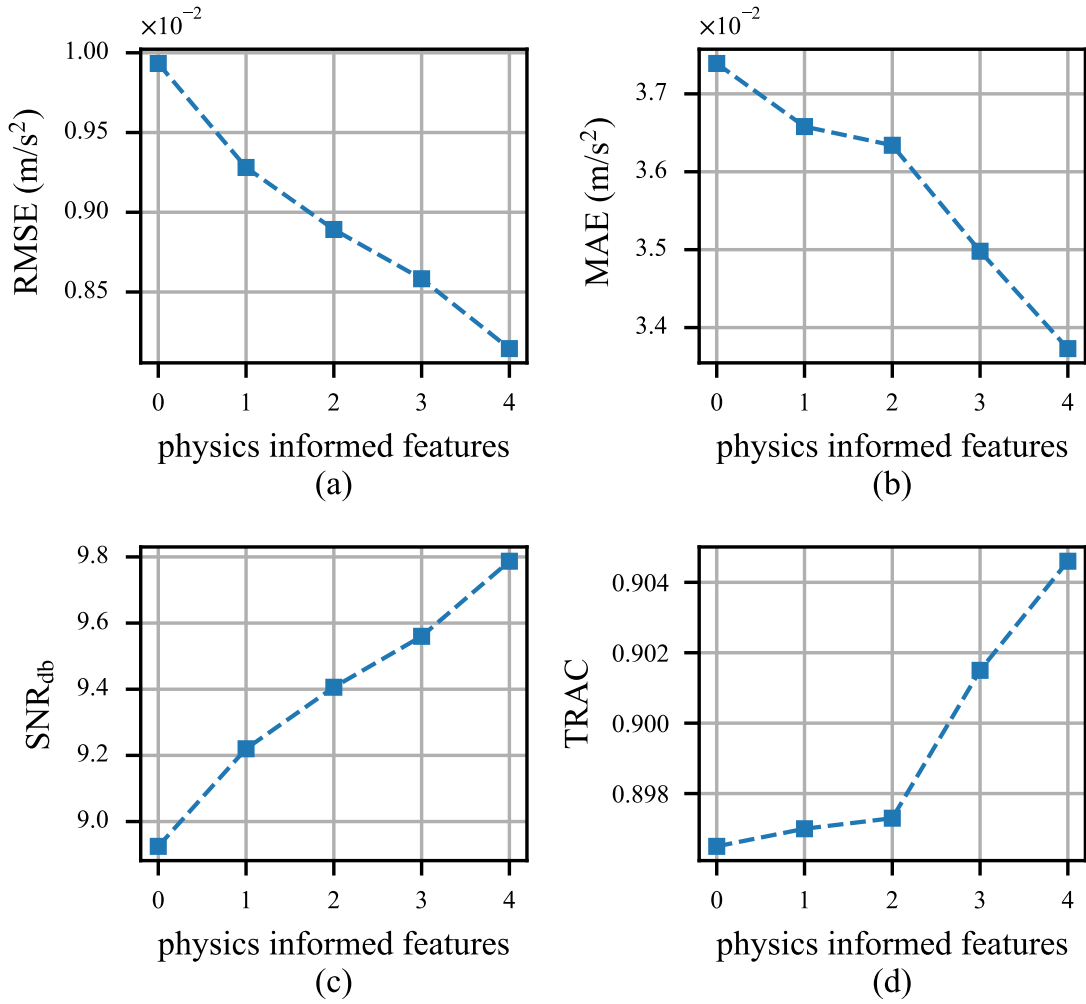 ×10⁻²
1.00
0.95
0.90
0.85
RMSE (m/s²)
0 1 2 3 4
physics informed features
(a)
×10⁻²
3.7
3.6
3.5
3.4
MAE (m/s²)
0 1 2 3 4
physics informed features
(b)
9.8
9.6
9.4
9.2
9.0
SNR_db
0 1 2 3 4
physics informed features
(c)
0.904
0.902
0.900
0.898
TRAC
0 1 2 3 4
physics informed features
(d)